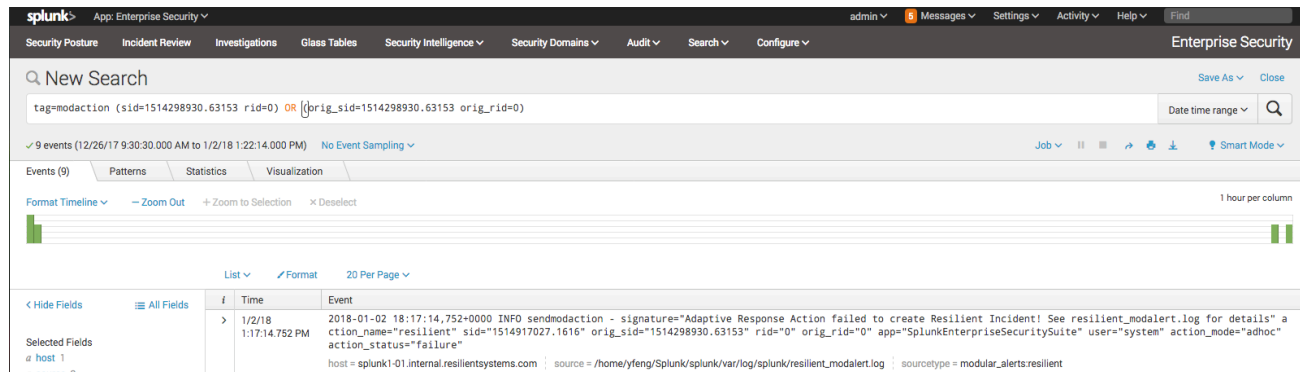 splunk> App: Enterprise Security admin 5 Messages Settings Activity Help Find
Security Posture Incident Review Investigations Glass Tables Security Intelligence Security Domains Audit Search Configure Enterprise Security
New Search Save As Close
tag=modaction (sid=1514298930.63153 rid=0) OR (orig_sid=1514298930.63153 orig_rid=0) Date time range
✓ 9 events (12/26/17 9:30:30.000 AM to 1/2/18 1:22:14.000 PM) No Event Sampling Job Smart Mode
Events (9) Patterns Statistics Visualization
Format Timeline — Zoom Out + Zoom to Selection × Deselect 1 hour per column
List Format 20 Per Page
< Hide Fields All Fields i Time Event
> 1/2/18 2018-01-02 18:17:14,752+0000 INFO sendmodaction - signature="Adaptive Response Action failed to create Resilient Incident! See resilient_modalert.log for details" a
1:17:14.752 PM ction_name="resilient" sid="1514917027.1616" orig_sid="1514298930.63153" rid="0" orig_rid="0" app="SplunkEnterpriseSecuritySuite" user="system" action_mode="adhoc"
Selected Fields action_status="failure"
a host 1 host = splunk1-01.internal.resilientsystems.com source = /home/yfeng/Splunk/splunk/var/log/splunk/resilient_modalert.log sourcetype = modular_alerts:resilient